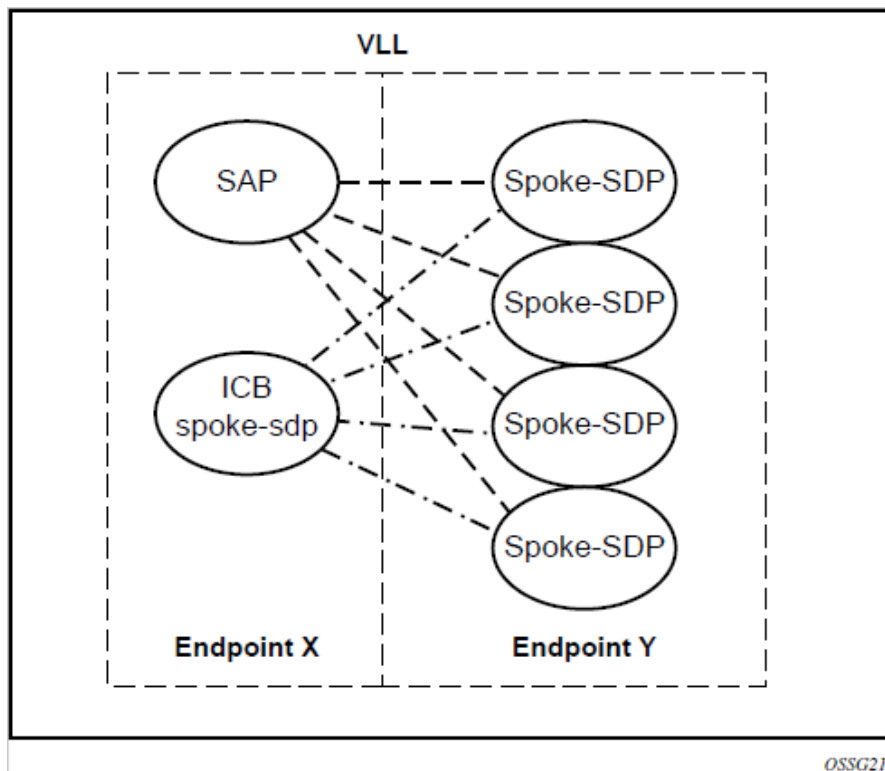 VLL
SAP
Spoke-SDP
Spoke-SDP
ICB
spoke-sdp
Spoke-SDP
Spoke-SDP
Endpoint X
Endpoint Y
OSSG21